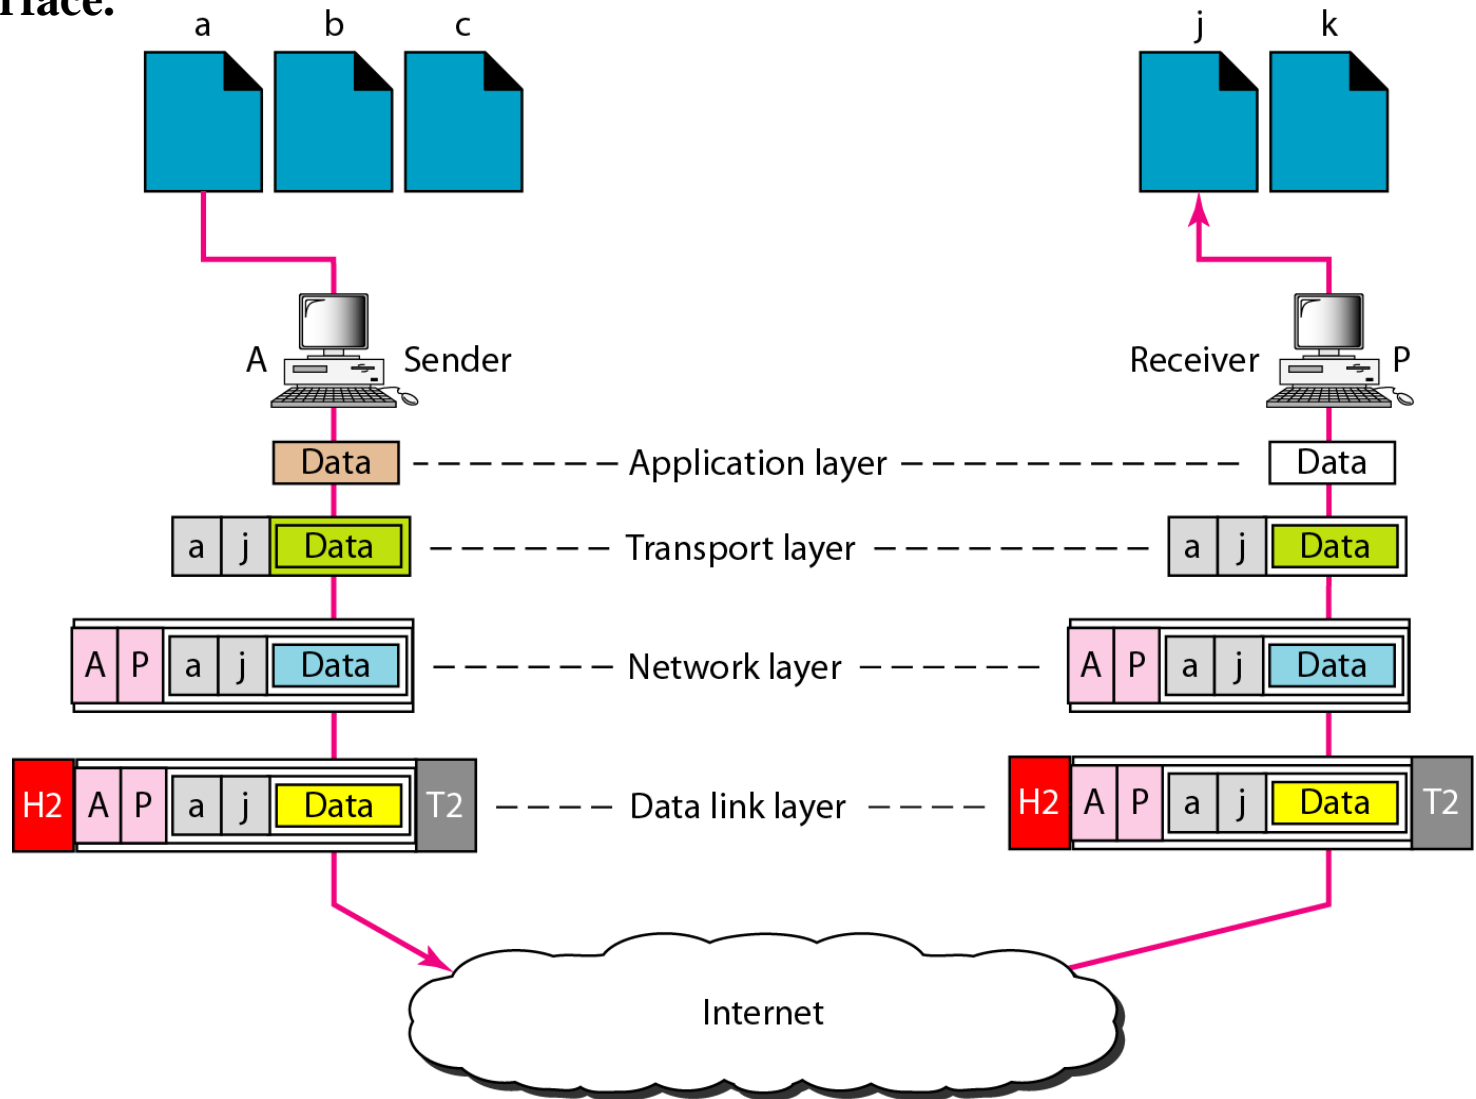 rface.
a b c j k
A Sender Receiver P
Data Application layer Data
a j Data Transport layer a j Data
A P a j Data Network layer A P a j Data
H2 A P a j Data T2 Data link layer H2 A P a j Data T2
Internet